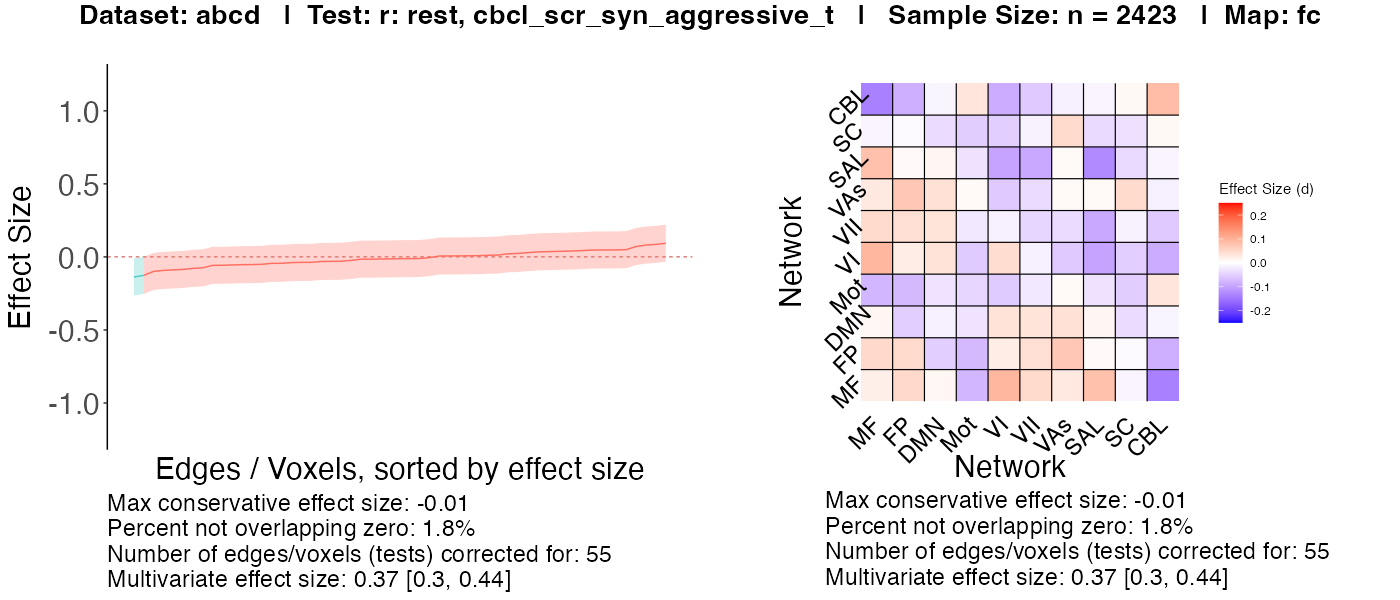 Dataset: abcd | Test: r: rest, cbcl_scr_syn_aggressive_t | Sample Size: n = 2423 | Map: fc
Effect Size
1.0
0.5
0.0
-0.5
-1.0
Edges / Voxels, sorted by effect size
Max conservative effect size: -0.01
Percent not overlapping zero: 1.8%
Number of edges/voxels (tests) corrected for: 55
Multivariate effect size: 0.37 [0.3, 0.44]
Network
CBL
SC
SAL
VAs
VII
VI
Mot
DMN
FP
MF
MF
FP
DMN
Mot
VI
VII
VAs
SAL
SC
CBL
Network
Effect Size (d)
0.2
0.1
0.0
-0.1
-0.2
Max conservative effect size: -0.01
Percent not overlapping zero: 1.8%
Number of edges/voxels (tests) corrected for: 55
Multivariate effect size: 0.37 [0.3, 0.44]